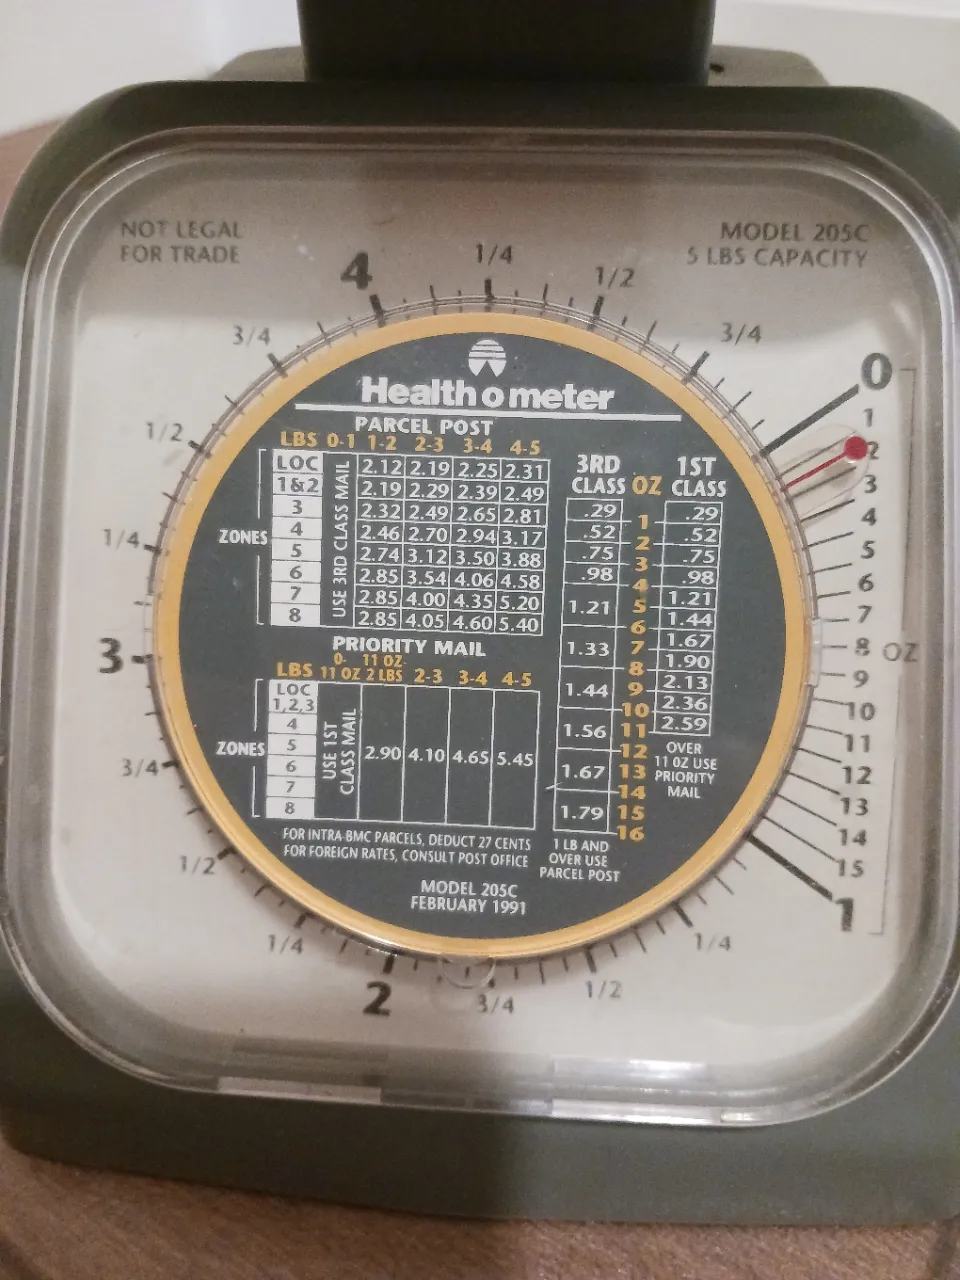 NOT LEGAL
FOR TRADE
MODEL 205C
5 LBS CAPACITY
4
1/4
1/2
3/4
0
1
2
3
4
5
6
7
8 OZ
9
10
11
12
13
14
15
1
1/4
1/2
3/4
2
1/4
1/2
3/4
3
1/4
1/2
3/4
Health o meter
PARCEL POST
LBS 0-1 1-2 2-3 3-4 4-5
ZONES
LOC 1&2 2.12 2.19 2.25 2.31
2.19 2.29 2.39 2.49
3 2.32 2.49 2.65 2.81
4 2.46 2.70 2.94 3.17
5 2.74 3.12 3.50 3.88
6 2.85 3.54 4.06 4.58
7 2.85 4.00 4.35 5.20
8 2.85 4.05 4.60 5.40
USE 3RD CLASS MAIL
PRIORITY MAIL
LBS 0-11 OZ 11 OZ-2 LBS 2-3 3-4 4-5
ZONES
LOC
1,2,3
4
5
6
7
8
USE 1ST
CLASS MAIL
2.90 4.10 4.65 5.45
FOR INTRA-BMC PARCELS, DEDUCT 27 CENTS
FOR FOREIGN RATES, CONSULT POST OFFICE
MODEL 205C
FEBRUARY 1991
3RD
CLASS
.29
.52
.75
.98
1.21
1.33
1.44
1.56
1.67
1.79
1 LB AND
OVER USE
PARCEL POST
OZ
1
2
3
4
5
6
7
8
9
10
11
12
13
14
15
16
1ST
CLASS
.29
.52
.75
.98
1.21
1.44
1.67
1.90
2.13
2.36
2.59
OVER
11 OZ USE
PRIORITY
MAIL